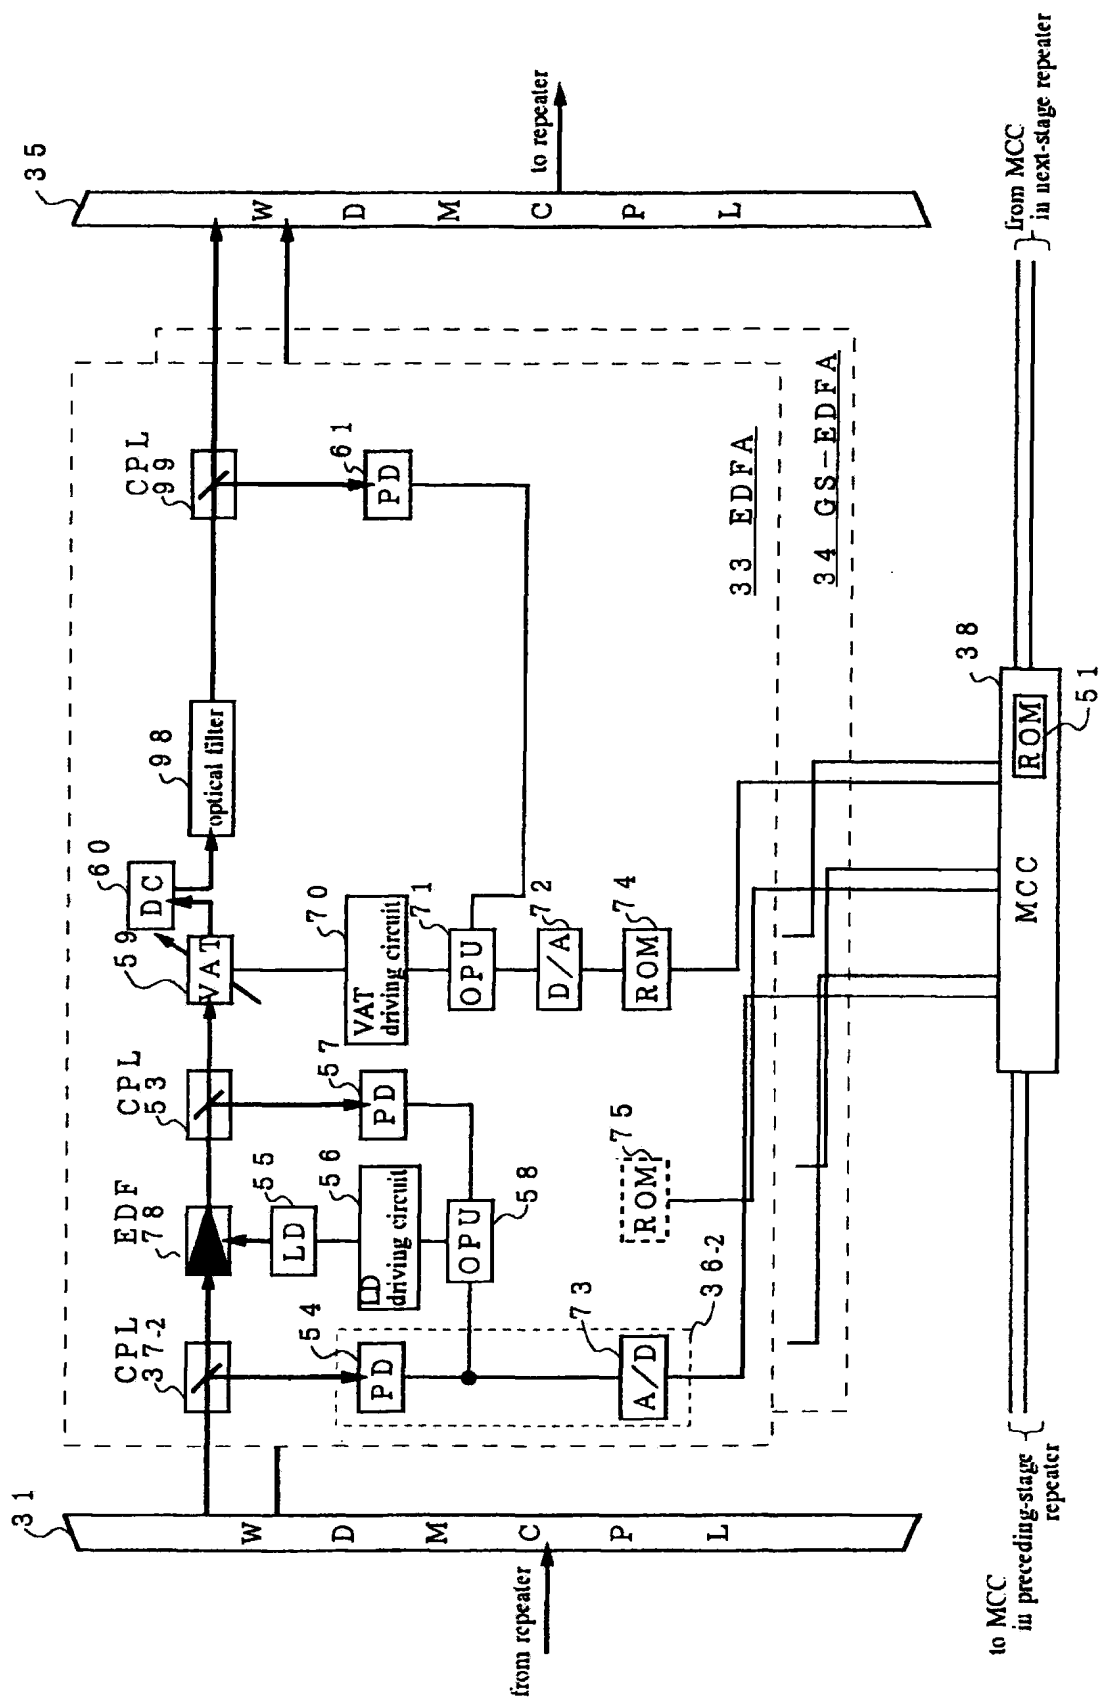 31
from repeater
W D M C P L
CPL
37-2
EDF
78
CPL
53
59
VAT
60
DC
98
optical filter
CPL
99
35
W D M C P L
to repeater
54
PD
LD
55
56
LD
driving circuit
57
PD
OPU
58
73
A/D
36-2
ROM
75
70
VAT
driving circuit
71
OPU
72
D/A
74
ROM
61
PD
33 EDFA
34 GS-EDFA
38
MCC
ROM
51
to MCC
in preceding-stage
repeater
from MCC
in next-stage repeater